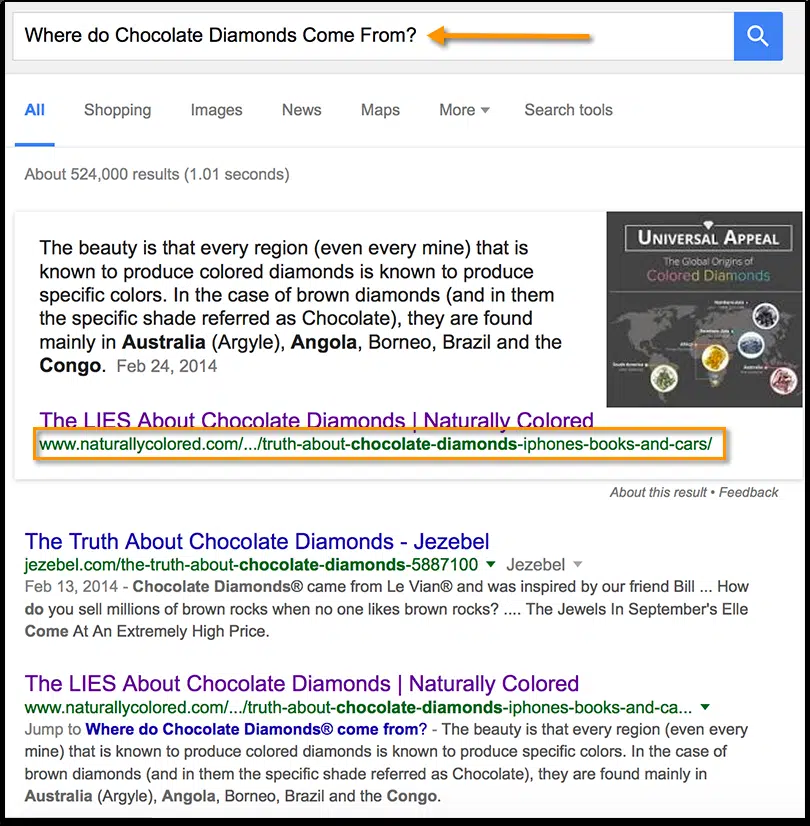 Where do Chocolate Diamonds Come From?
All Shopping Images News Maps More Search tools
About 524,000 results (1.01 seconds)
The beauty is that every region (even every mine) that is
known to produce colored diamonds is known to produce
specific colors. In the case of brown diamonds (and in them
the specific shade referred as Chocolate), they are found
mainly in Australia (Argyle), Angola, Borneo, Brazil and the
Congo. Feb 24, 2014
UNIVERSAL APPEAL
The Global Origins of
Colored Diamonds
South America
Africa
Australia
The LIES About Chocolate Diamonds | Naturally Colored
www.naturallycolored.com/.../truth-about-chocolate-diamonds-iphones-books-and-cars/
About this result • Feedback
The Truth About Chocolate Diamonds - Jezebel
jezebel.com/the-truth-about-chocolate-diamonds-5887100 Jezebel
Feb 13, 2014 - Chocolate Diamonds® came from Le Vian® and was inspired by our friend Bill ... How
do you sell millions of brown rocks when no one likes brown rocks? .... The Jewels In September's Elle
Come At An Extremely High Price.
The LIES About Chocolate Diamonds | Naturally Colored
www.naturallycolored.com/.../truth-about-chocolate-diamonds-iphones-books-and-ca...
Jump to Where do Chocolate Diamonds® come from? - The beauty is that every region (even every
mine) that is known to produce colored diamonds is known to produce specific colors. In the case of
brown diamonds (and in them the specific shade referred as Chocolate), they are found mainly in
Australia (Argyle), Angola, Borneo, Brazil and the Congo.